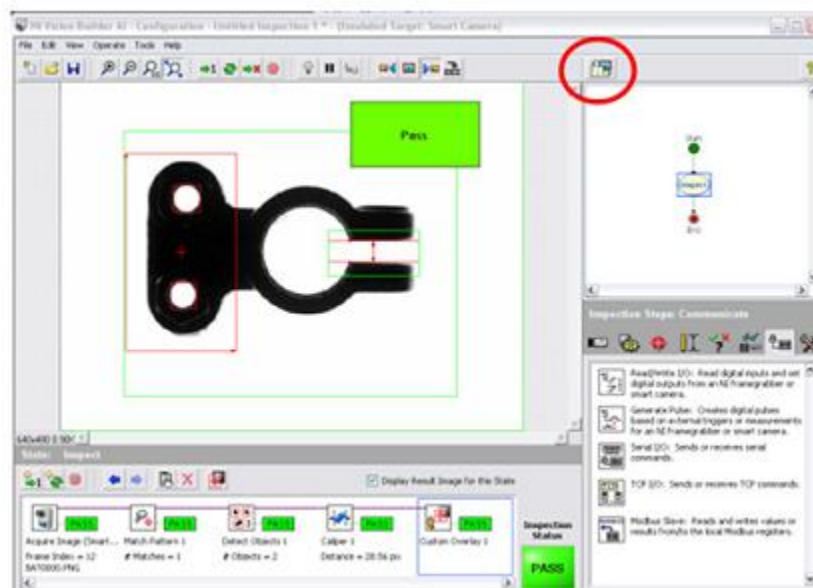 NI Vision Builder AI - Configuration - Untitled Inspection 1 * - (Emulated Target: Smart Camera)
File Edit View Operate Tools Help
Pass
Start
Inspect
End
Inspection Steps: Communicate
Read/Write I/O: Read digital inputs and set
digital outputs from an NI framegrabber or
smart camera.
Generate Pulse: Creates digital pulses
based on external triggers or measurements
for an NI framegrabber or smart camera.
Serial I/O: Sends or receives serial
commands.
TCP I/O: Sends or receives TCP commands.
Modbus Slave: Reads and writes values or
results from/to the local Modbus registers.
640x480 0.90X
State: Inspect
Display Result Image for this State
PASS PASS PASS PASS PASS
Acquire Image (Smart... Match Pattern 1 Detect Objects 1 Caliper 1 Custom Overlay 1
Frame Index = 12 # Matches = 1 # Objects = 2 Distance = 28.56 px
BAT0000.PNG
Inspection
Status
PASS